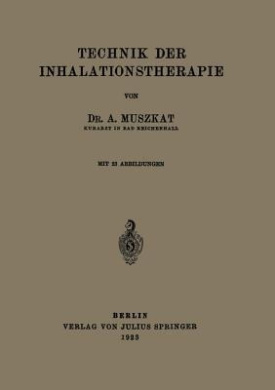 TECHNIK DER
INHALATIONSTHERAPIE
VON
DR. A. MUSZKAT
KURARZT IN BAD REICHENHALL
MIT 23 ABBILDUNGEN
BERLIN
VERLAG VON JULIUS SPRINGER
1923